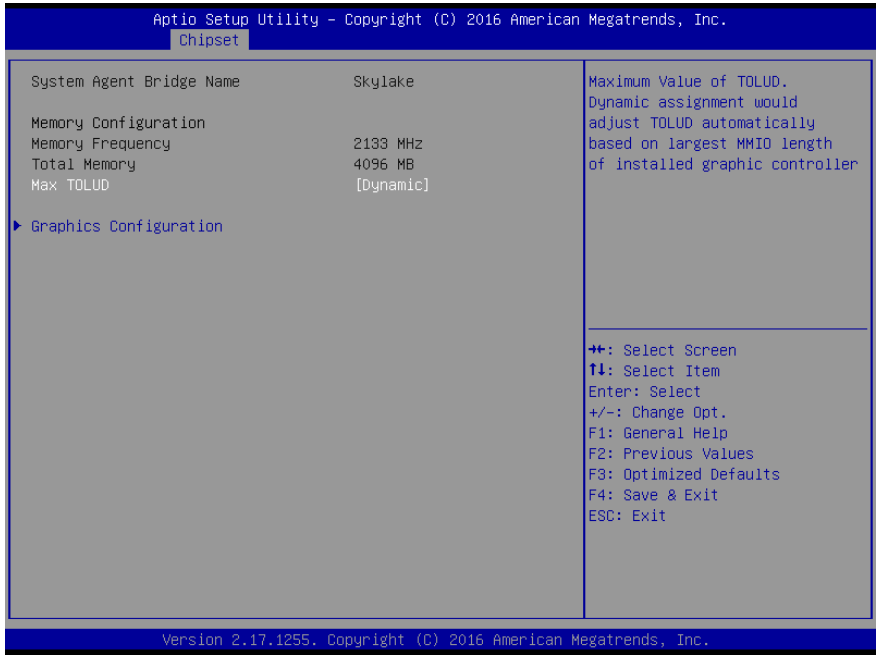 Aptio Setup Utility – Copyright (C) 2016 American Megatrends, Inc.
Chipset
System Agent Bridge Name Skylake
Memory Configuration
Memory Frequency 2133 MHz
Total Memory 4096 MB
Max TOLUD [Dynamic]
▶ Graphics Configuration
Maximum Value of TOLUD.
Dynamic assignment would
adjust TOLUD automatically
based on largest MMIO length
of installed graphic controller
→←: Select Screen
↑↓: Select Item
Enter: Select
+/-: Change Opt.
F1: General Help
F2: Previous Values
F3: Optimized Defaults
F4: Save & Exit
ESC: Exit
Version 2.17.1255. Copyright (C) 2016 American Megatrends, Inc.